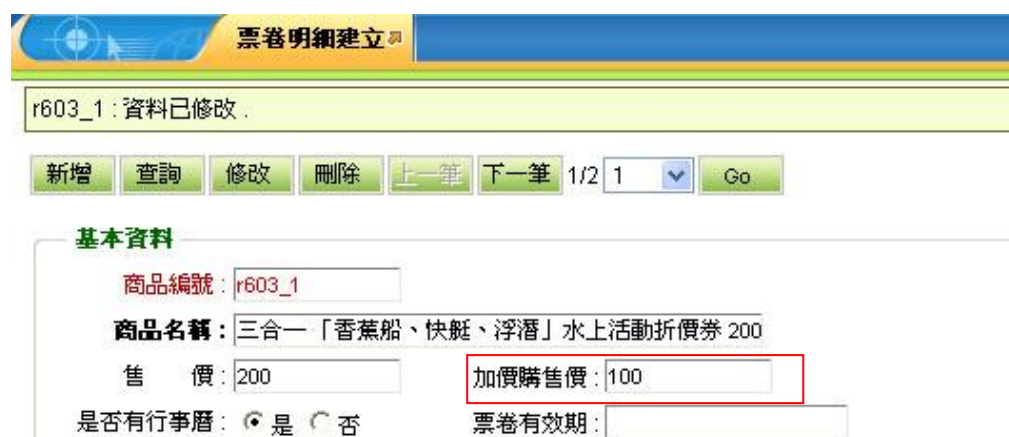 票卷明細建立
r603_1 : 資料已修改 .
新增 查詢 修改 刪除 上一筆 下一筆 1/2 1 Go
基本資料
商品編號 : r603_1
商品名稱 : 三合一「香蕉船、快艇、浮潛」水上活動折價券 200
售 價 : 200 加價購售價 : 100
是否有行事曆 : 是 否 票卷有效期 :